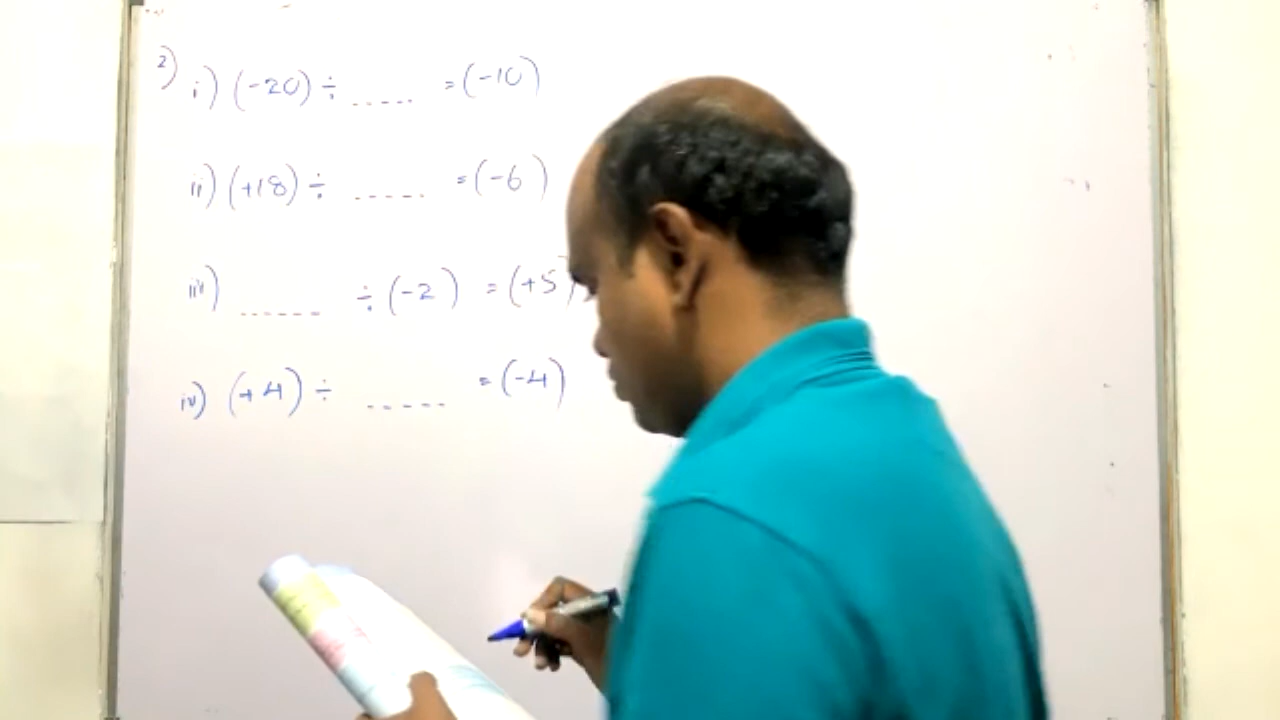 2) i) (-20) ÷ ----- = (-10)
ii) (+18) ÷ ----- = (-6)
iii) ------ ÷ (-2) = (+5)
iv) (+4) ÷ ----- = (-4)